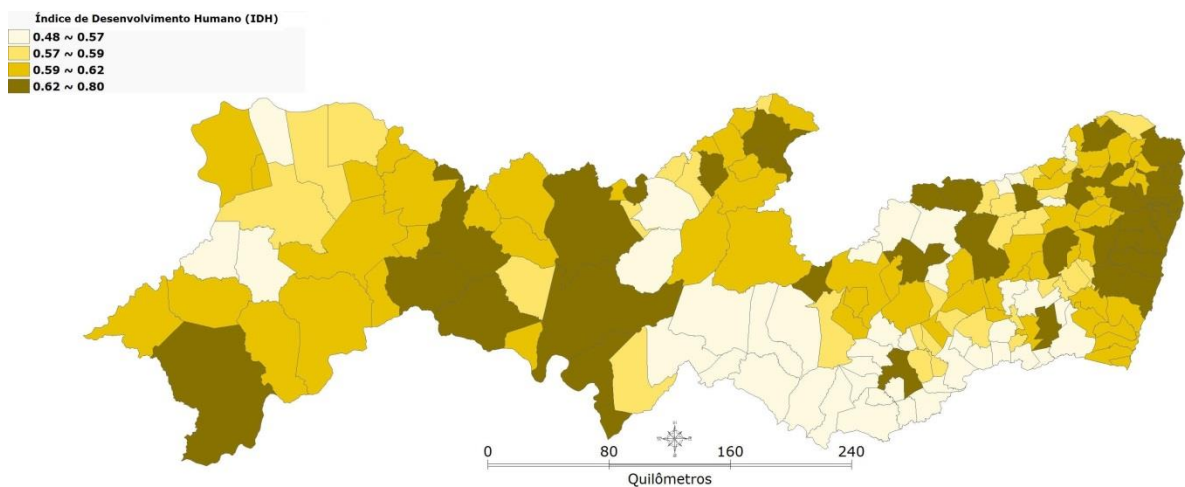 Índice de Desenvolvimento Humano (IDH)
0.48 ~ 0.57
0.57 ~ 0.59
0.59 ~ 0.62
0.62 ~ 0.80
0 80 160 240
Quilômetros